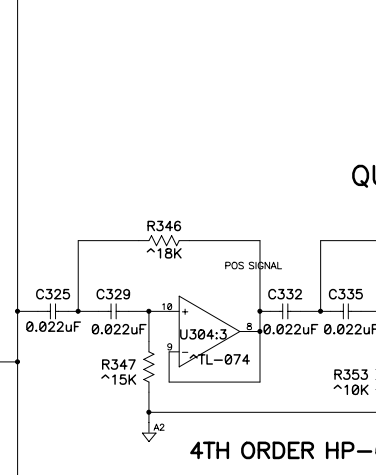 QU
R346
^18K
POS SIGNAL
C325
C329
C332
C335
10
+
8
0.022uF
0.022uF
U304:3
0.022uF
0.022uF
9
-
^TL-074
R347
^15K
R353
^10K
A2
4TH ORDER HP-